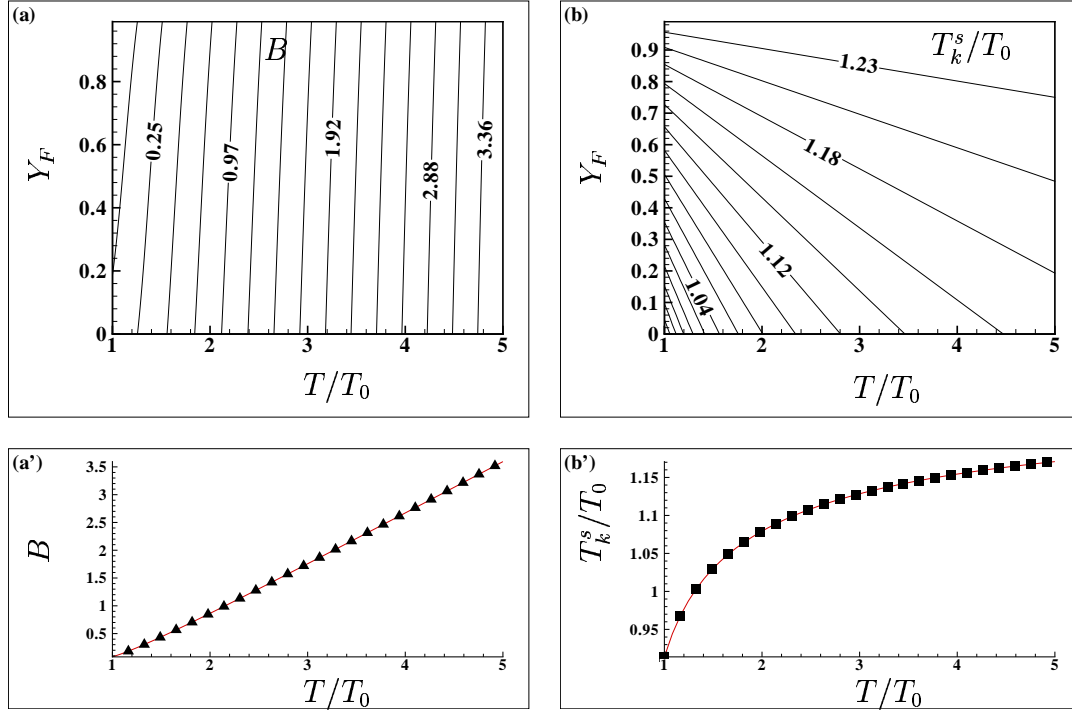 (a)
B
0.25
0.97
1.92
2.88
3.36
0.8
0.6
0.4
0.2
0
Y_F
1 2 3 4 5
T/T_0
(b)
T_k^s/T_0
1.23
1.18
1.12
1.04
0.9
0.8
0.7
0.6
0.5
0.4
0.3
0.2
0.1
0
Y_F
1 2 3 4 5
T/T_0
(a')
3.5
3
2.5
2
1.5
1
0.5
B
1 2 3 4 5
T/T_0
(b')
1.15
1.1
1.05
1
0.95
T_k^s/T_0
1 2 3 4 5
T/T_0